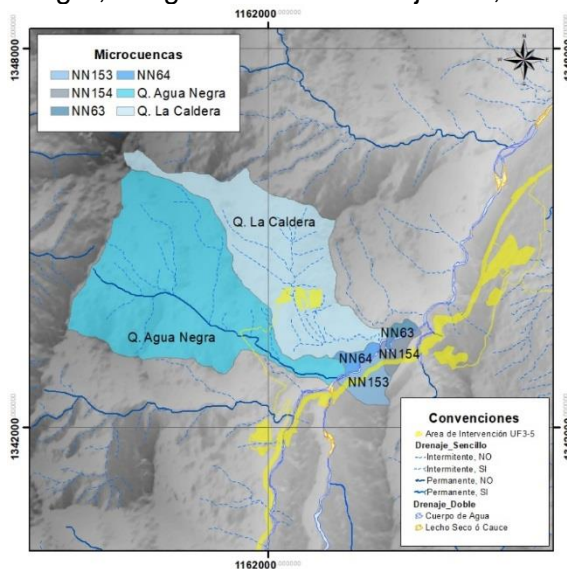 1162000
1348000
Microcuencas
NN153 NN64
NN154 Q. Agua Negra
NN63 Q. La Caldera
N
W E
S
Q. La Caldera
NN63
Q. Agua Negra
NN64 NN154
NN153
1342000
Convenciones
Area de Intervención UF3-5
Drenaje_Sencillo
Intermitente, NO
Intermitente, SI
Permanente, NO
Permanente, SI
Drenaje_Doble
Cuerpo de Agua
Lecho Seco ó Cauce
1162000